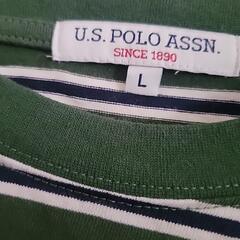 U.S. POLO ASSN.
SINCE 1890
L